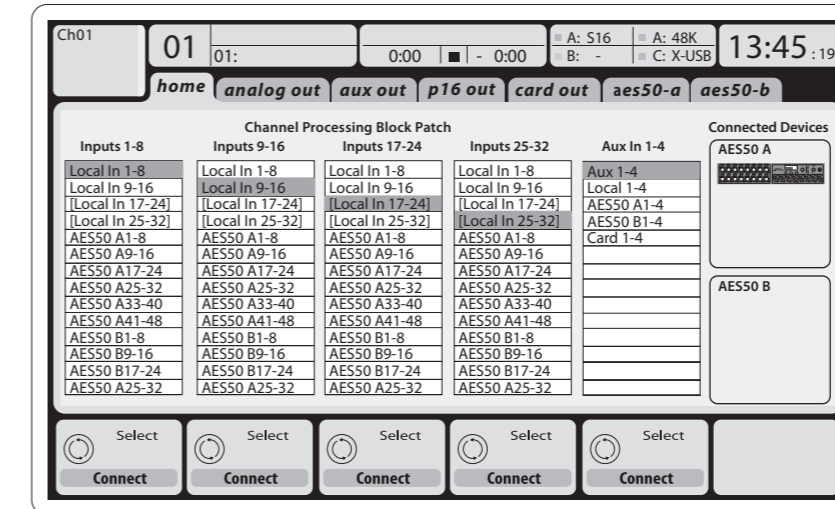 Ch01
01
01:
0:00 - 0:00
A: S16
B: -
A: 48K
C: X-USB
13:45 :19
home analog out aux out p16 out card out aes50-a aes50-b
Channel Processing Block Patch
Connected Devices
Inputs 1-8 Inputs 9-16 Inputs 17-24 Inputs 25-32 Aux In 1-4
AES50 A
Local In 1-8 Local In 1-8 Local In 1-8 Local In 1-8 Aux 1-4
Local In 9-16 Local In 9-16 Local In 9-16 Local In 9-16 Local 1-4
[Local In 17-24] [Local In 17-24] [Local In 17-24] [Local In 17-24] AES50 A1-4
[Local In 25-32] [Local In 25-32] [Local In 25-32] [Local In 25-32] AES50 B1-4
AES50 A1-8 AES50 A1-8 AES50 A1-8 AES50 A1-8 Card 1-4
AES50 A9-16 AES50 A9-16 AES50 A9-16 AES50 A9-16
AES50 A17-24 AES50 A17-24 AES50 A17-24 AES50 A17-24
AES50 A25-32 AES50 A25-32 AES50 A25-32 AES50 A25-32
AES50 B
AES50 A33-40 AES50 A33-40 AES50 A33-40 AES50 A33-40
AES50 A41-48 AES50 A41-48 AES50 A41-48 AES50 A41-48
AES50 B1-8 AES50 B1-8 AES50 B1-8 AES50 B1-8
AES50 B9-16 AES50 B9-16 AES50 B9-16 AES50 B9-16
AES50 B17-24 AES50 B17-24 AES50 B17-24 AES50 B17-24
AES50 A25-32 AES50 A25-32 AES50 A25-32 AES50 A25-32
Select Select Select Select Select
Connect Connect Connect Connect Connect